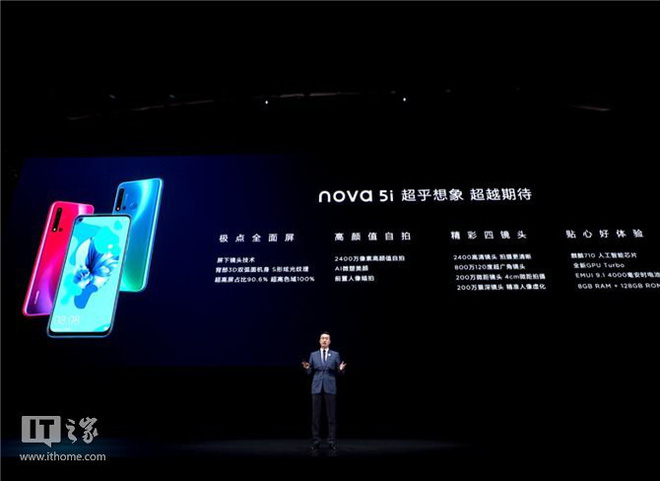 nova 5i 超乎想象 超越期待
极点全面屏
屏下镜头技术
背部3D双弧面机身 S形炫光纹理
超高屏占比90.6% 超高色域100%
高颜值自拍
2400万像素高颜值自拍
AI微塑美颜
前置人像暗拍
精彩四镜头
2400高清镜头 拍摄更清晰
800万120度超广角镜头
200万微距镜头 4cm微距拍摄
200万景深镜头 精准人像虚化
贴心好体验
麒麟710 人工智能芯片
全新GPU Turbo
EMUI 9.1 4000毫安时电池
8GB RAM + 128GB ROM
08:08
HUAWEI
IT之家
www.ithome.com